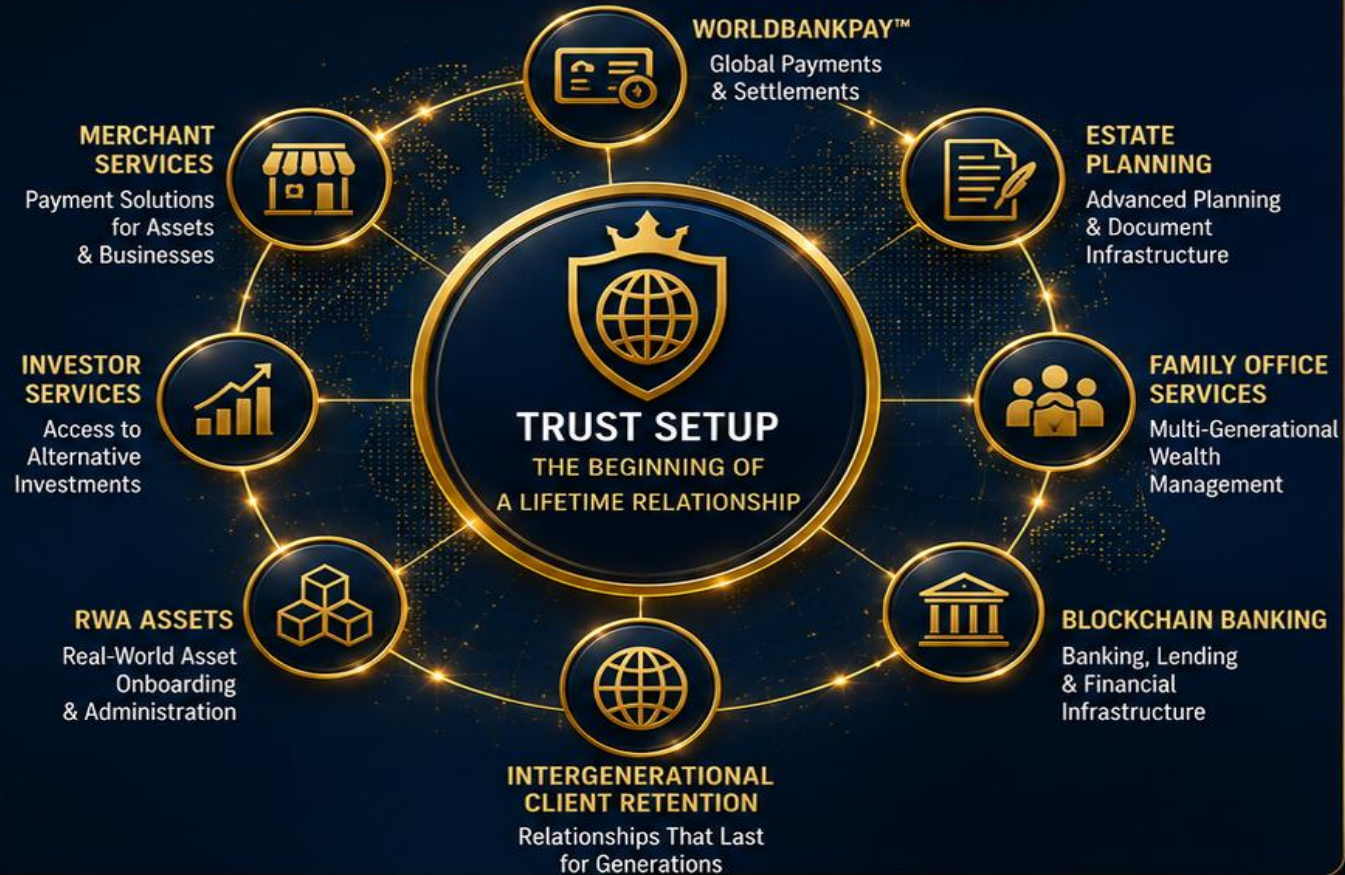 WORLDBANKPAY™
Global Payments
& Settlements
MERCHANT
SERVICES
Payment Solutions
for Assets
& Businesses
ESTATE
PLANNING
Advanced Planning
& Document
Infrastructure
INVESTOR
SERVICES
Access to
Alternative
Investments
TRUST SETUP
THE BEGINNING OF
A LIFETIME RELATIONSHIP
FAMILY OFFICE
SERVICES
Multi-Generational
Wealth
Management
RWA ASSETS
Real-World Asset
Onboarding
& Administration
BLOCKCHAIN BANKING
Banking, Lending
& Financial
Infrastructure
INTERGENERATIONAL
CLIENT RETENTION
Relationships That Last
for Generations